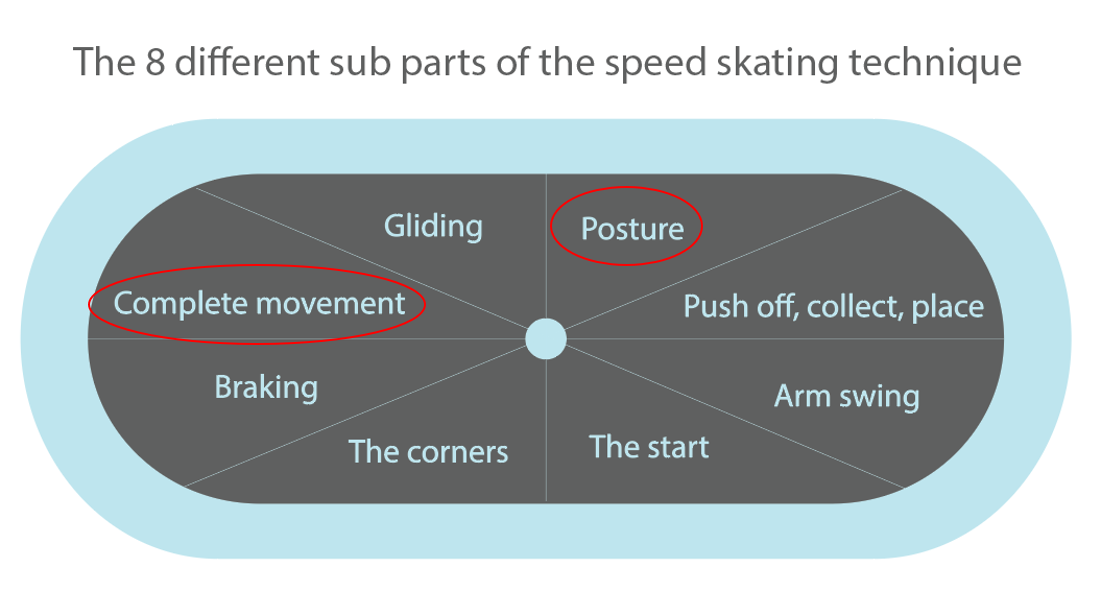 The 8 different sub parts of the speed skating technique
Gliding
Posture
Complete movement
Push off, collect, place
Braking
Arm swing
The corners
The start